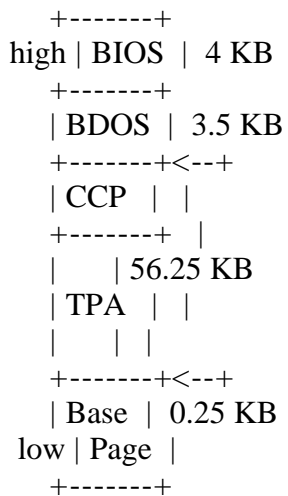 +-------+
high | BIOS | 4 KB
+-------+
| BDOS | 3.5 KB
+-------+<--+
| CCP | |
+-------+ |
| | 56.25 KB
| TPA | |
| | |
+-------+<--+
| Base | 0.25 KB
low | Page |
+-------+